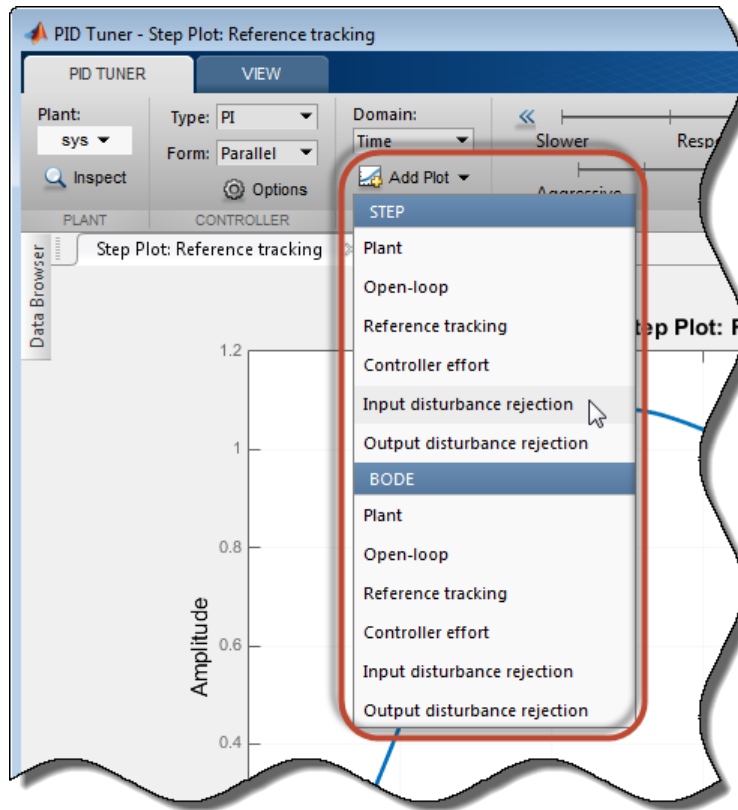 PID Tuner - Step Plot: Reference tracking
PID TUNER
VIEW
Plant:
Type: PI
Domain:
sys
Form: Parallel
Time
Slower
Inspect
Options
Add Plot
Aggressive
PLANT
CONTROLLER
STEP
Step Plot: Reference tracking
Data Browser
Plant
Open-loop
Reference tracking
Controller effort
Input disturbance rejection
Output disturbance rejection
BODE
Plant
Open-loop
Reference tracking
Controller effort
Input disturbance rejection
Output disturbance rejection
Plot:
1.2
1
0.8
0.6
0.4
Amplitude